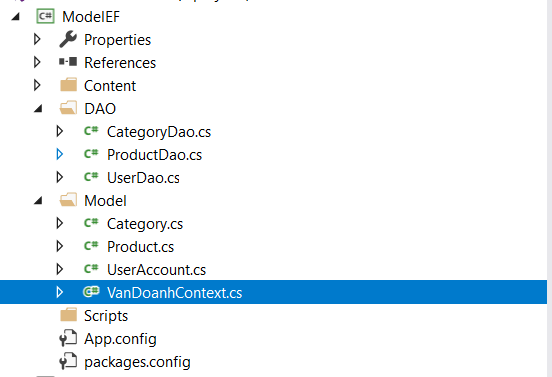 ModelEF
Properties
References
Content
DAO
CategoryDao.cs
ProductDao.cs
UserDao.cs
Model
Category.cs
Product.cs
UserAccount.cs
VanDoanhContext.cs
Scripts
App.config
packages.config